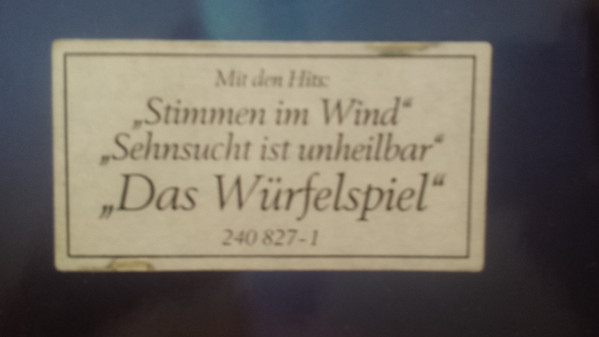 Mit den Hits:
„Stimmen im Wind“
„Sehnsucht ist unheilbar“
„Das Würfelspiel“
240 827-1